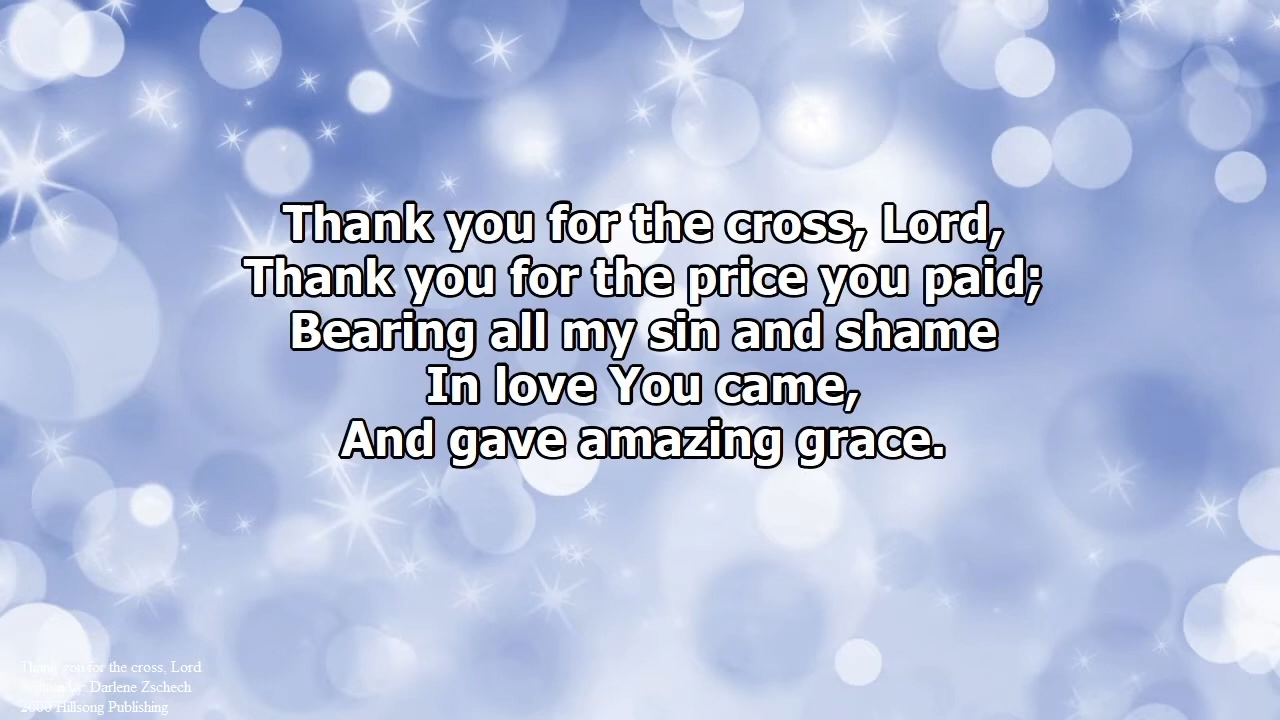 Thank you for the cross, Lord,
Thank you for the price you paid;
Bearing all my sin and shame
In love You came,
And gave amazing grace.
Thank you for the cross, Lord
Darlene Zschech
Hillsong Publishing